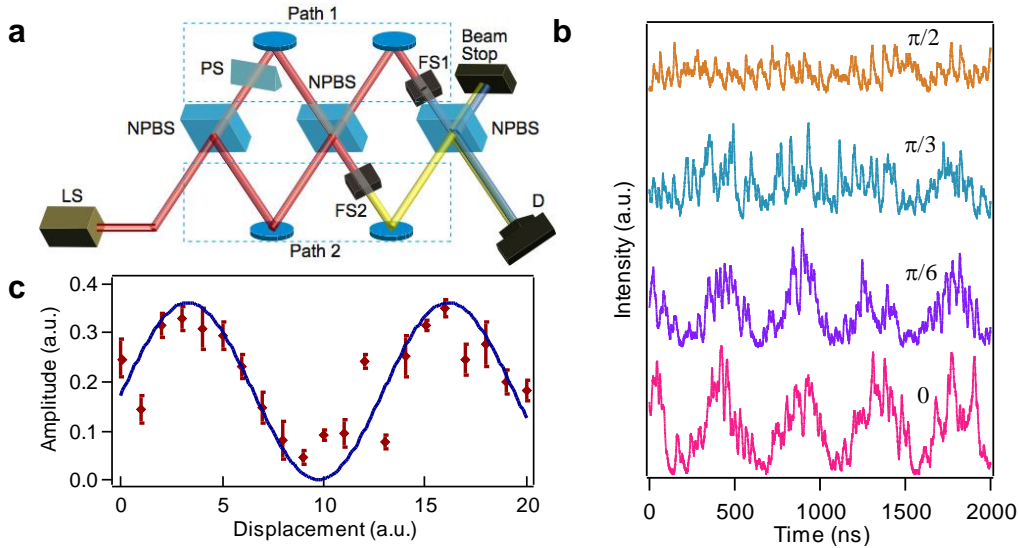 a
Path 1
PS
NPBS
NPBS
FS1
Beam
Stop
NPBS
LS
FS2
D
Path 2
b
Intensity (a.u.)
π/2
π/3
π/6
0
0
500
1000
1500
2000
Time (ns)
c
Amplitude (a.u.)
0.4
0.3
0.2
0.1
0.0
0
5
10
15
20
Displacement (a.u.)